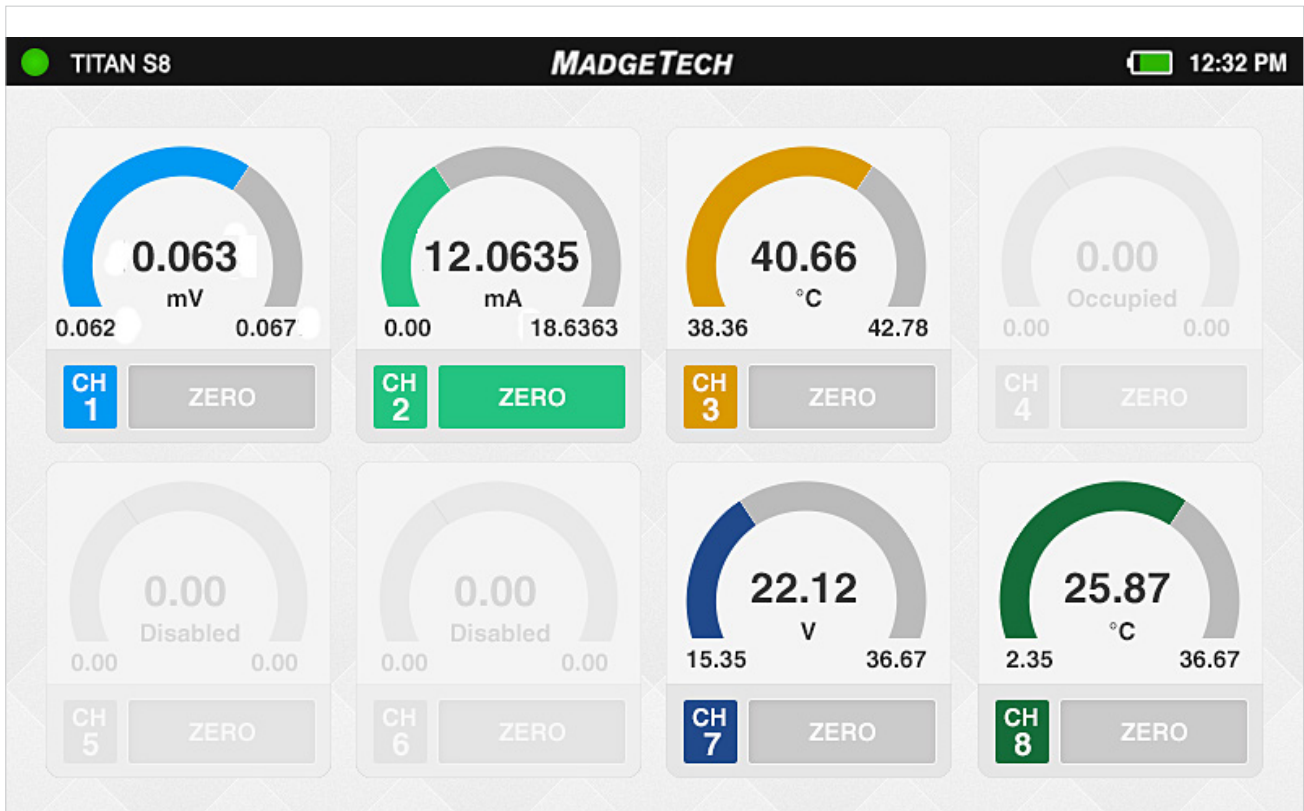 TITAN S8 MADGETECH 12:32 PM
0.063
mV
0.062 0.067
CH 1 ZERO
12.0635
mA
0.00 18.6363
CH 2 ZERO
40.66
°C
38.36 42.78
CH 3 ZERO
0.00
Occupied
0.00 0.00
CH 4 ZERO
0.00
Disabled
0.00 0.00
CH 5 ZERO
0.00
Disabled
0.00 0.00
CH 6 ZERO
22.12
V
15.35 36.67
CH 7 ZERO
25.87
°C
2.35 36.67
CH 8 ZERO